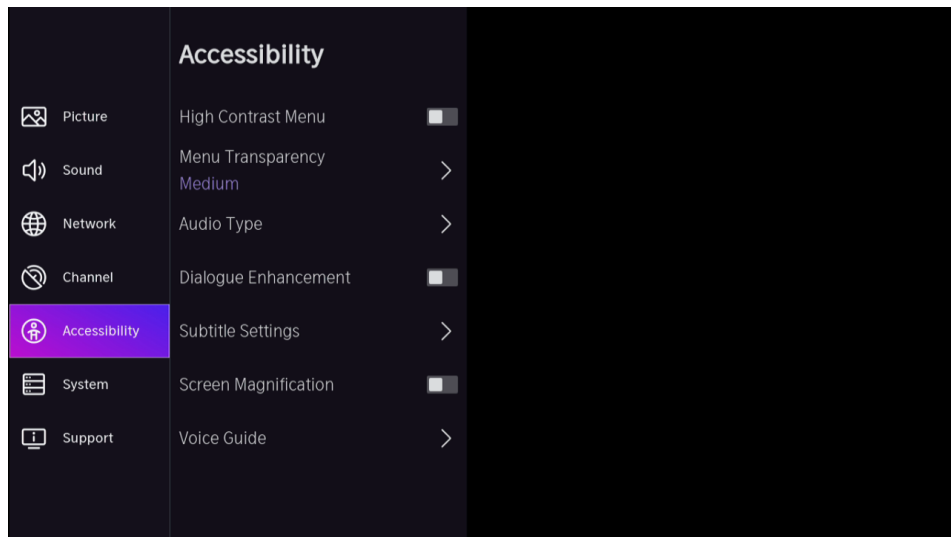 Accessibility
Picture
High Contrast Menu
Menu Transparency
Medium
Sound
Network
Audio Type
Channel
Dialogue Enhancement
Accessibility
Subtitle Settings
System
Screen Magnification
Support
Voice Guide